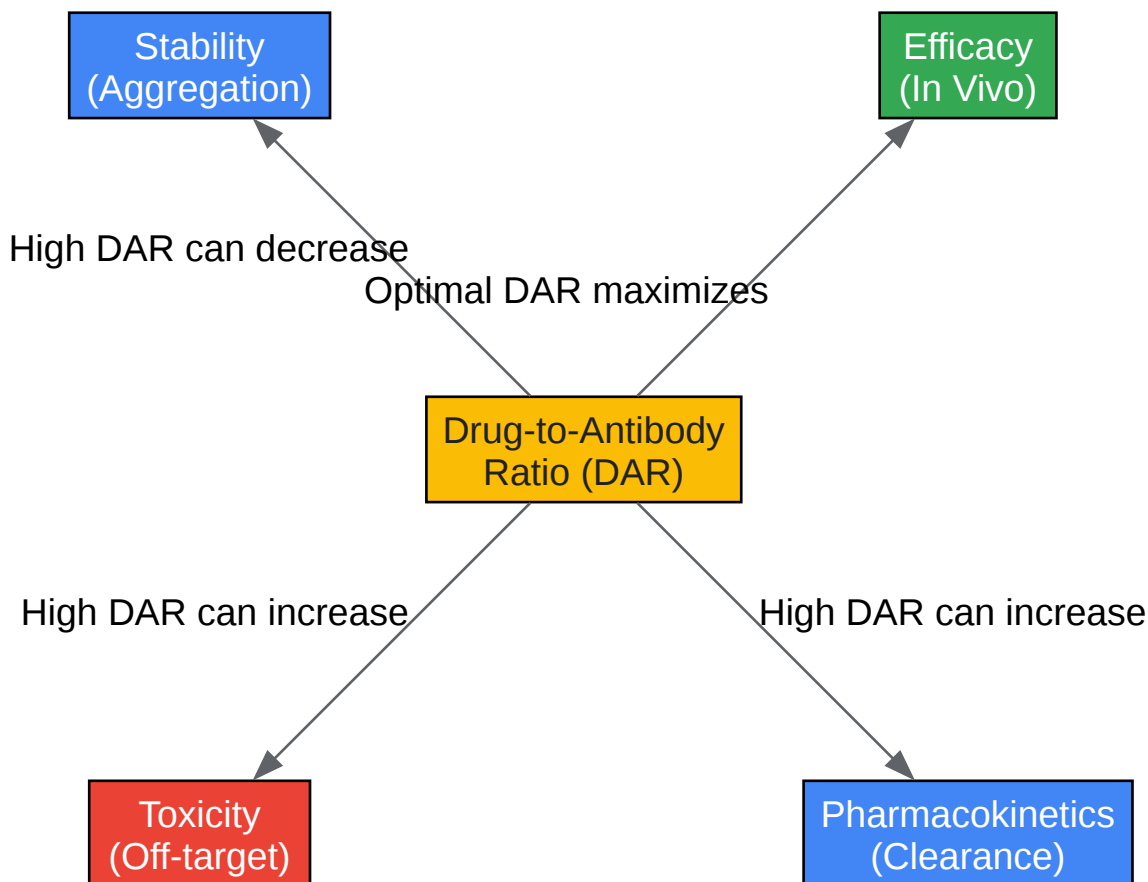 Stability
(Aggregation)
Efficacy
(In Vivo)
High DAR can decrease
Optimal DAR maximizes
Drug-to-Antibody
Ratio (DAR)
High DAR can increase
High DAR can increase
Toxicity
(Off-target)
Pharmacokinetics
(Clearance)